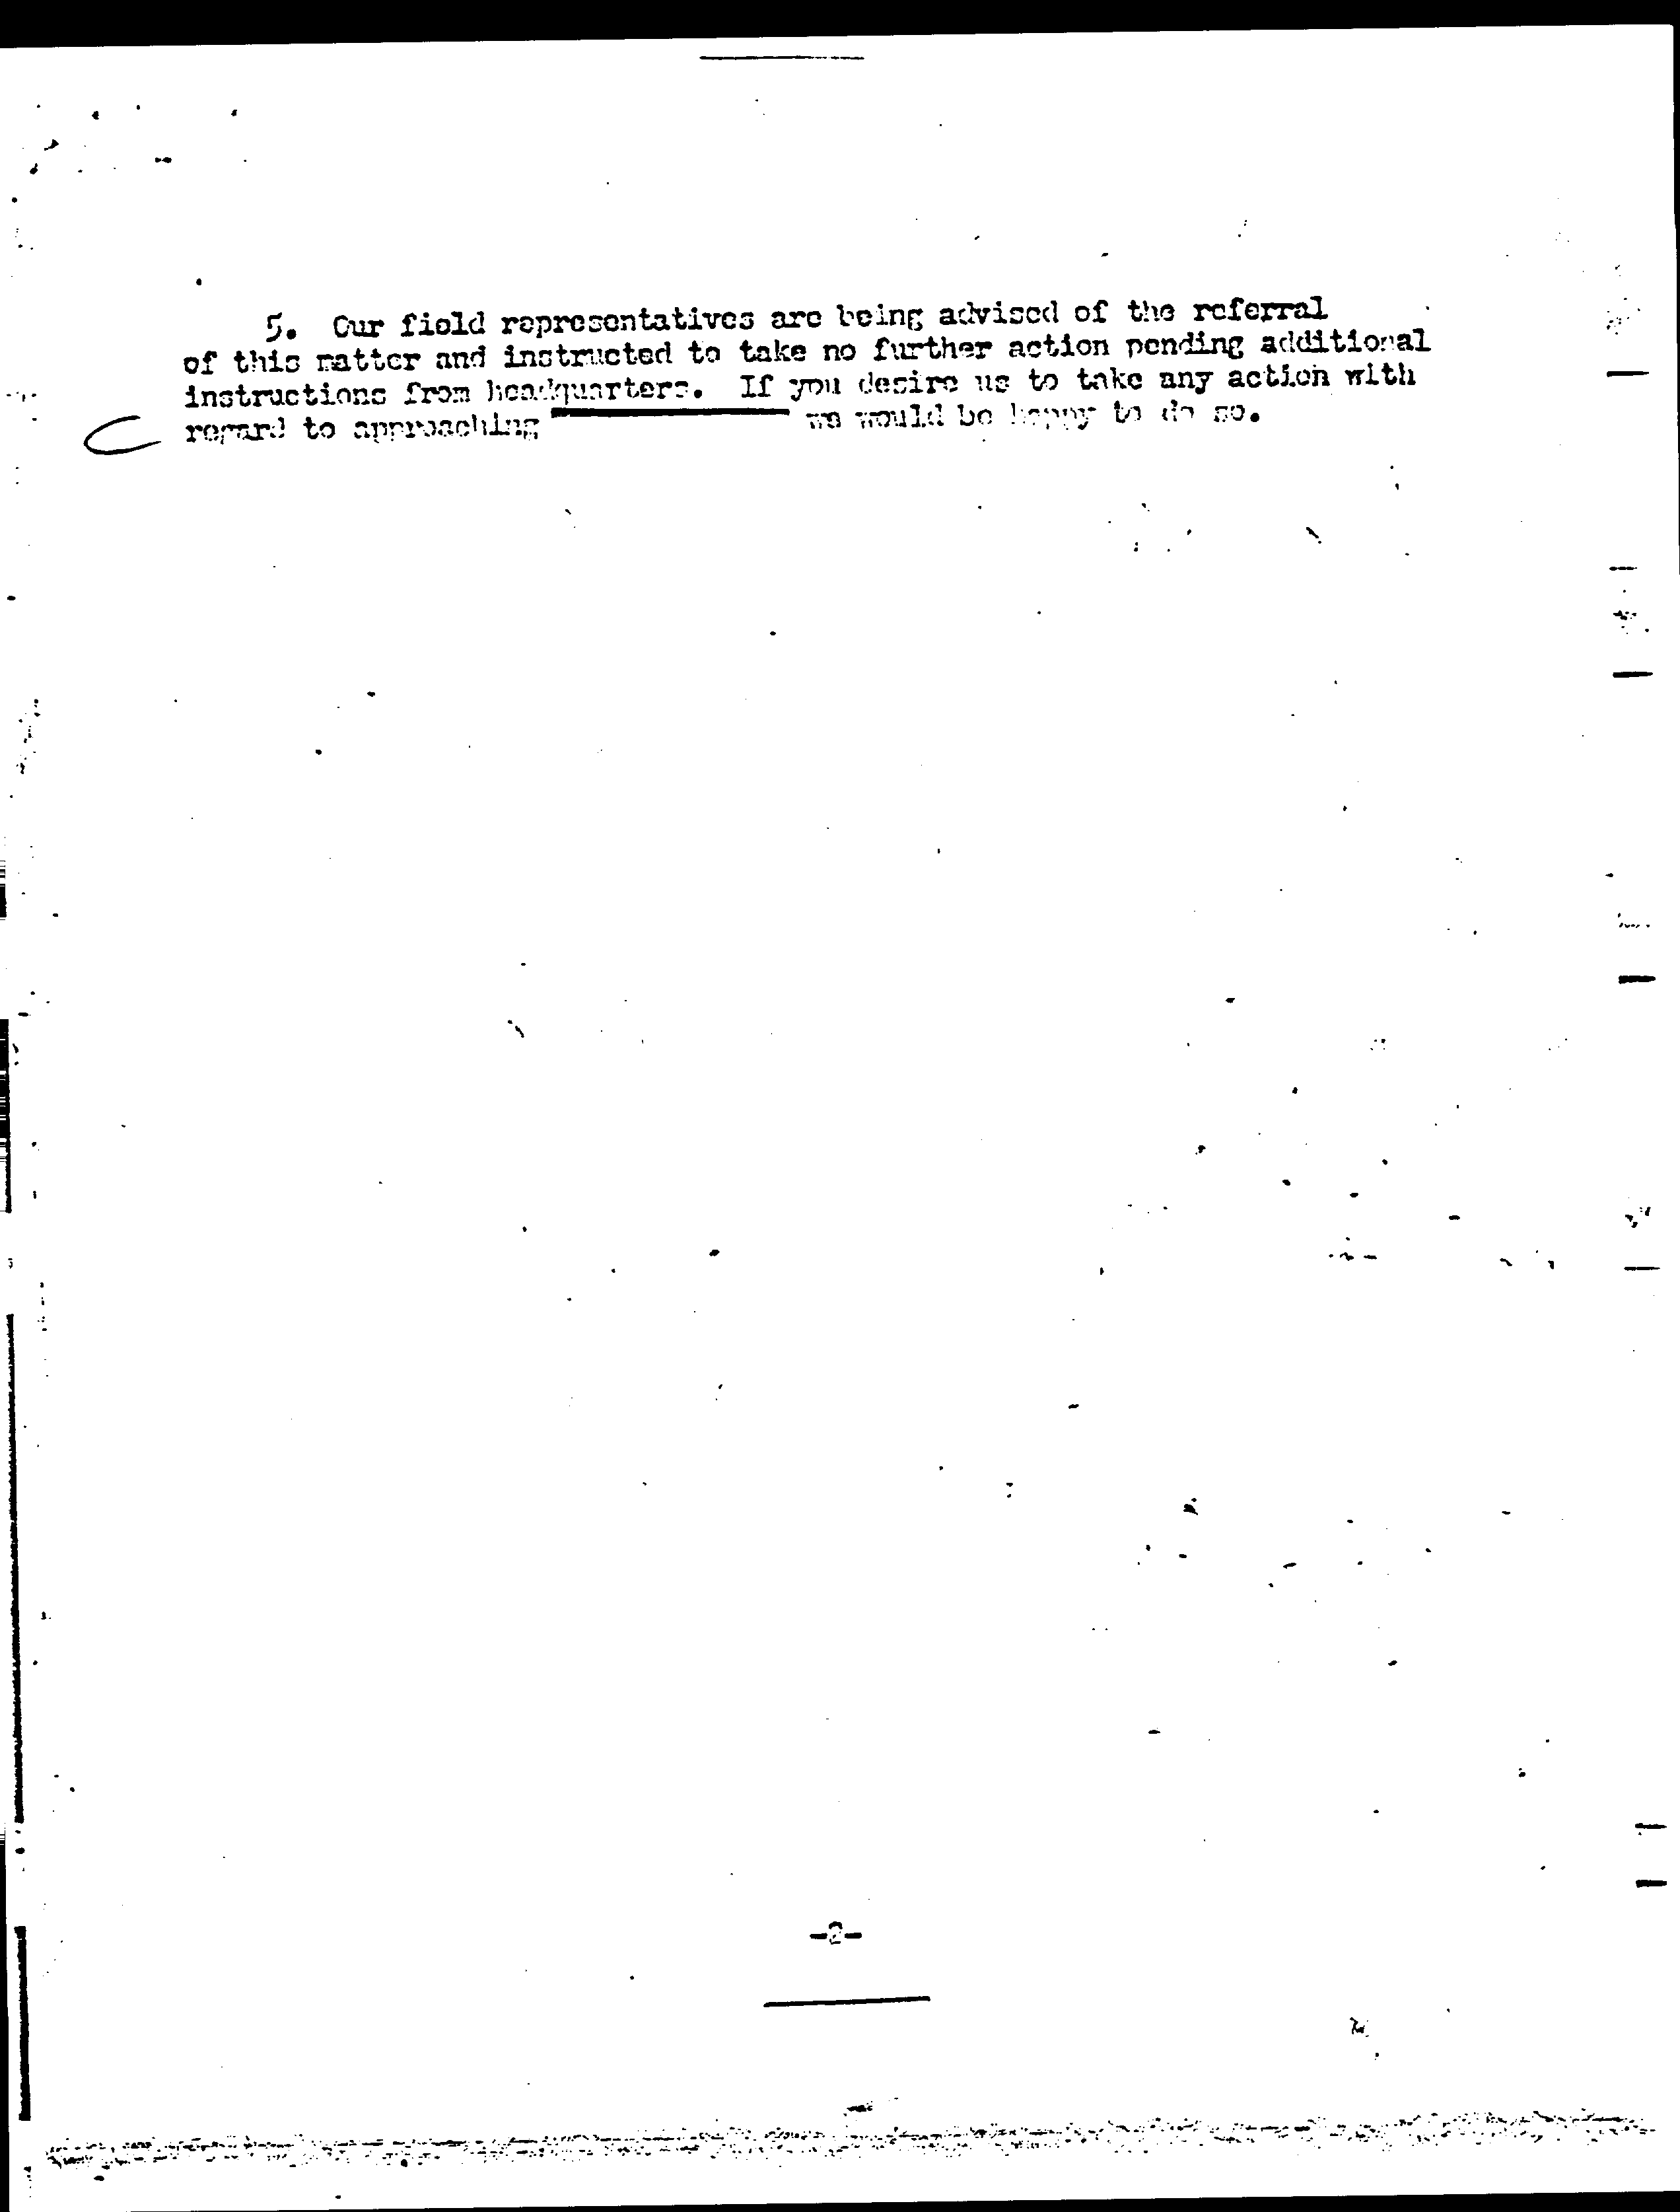 5. Our field representatives are being advised of the referral
of this matter and instructed to take no further action pending additional
instructions from headquarters. If you desire us to take any action with
regard to approaching we would be happy to do so.
C
-2-